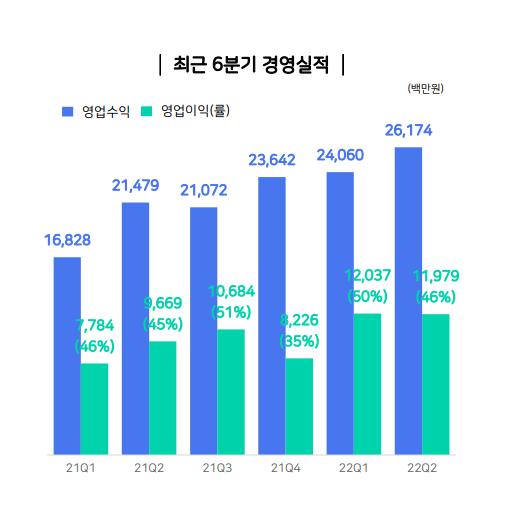 | 최근 6분기 경영실적 |
(백만원)
영업수익 영업이익(률)
16,828 21,479 21,072 23,642 24,060 26,174
7,784 9,669 10,684 8,226 12,037 11,979
(46%) (45%) (51%) (35%) (50%) (46%)
21Q1 21Q2 21Q3 21Q4 22Q1 22Q2